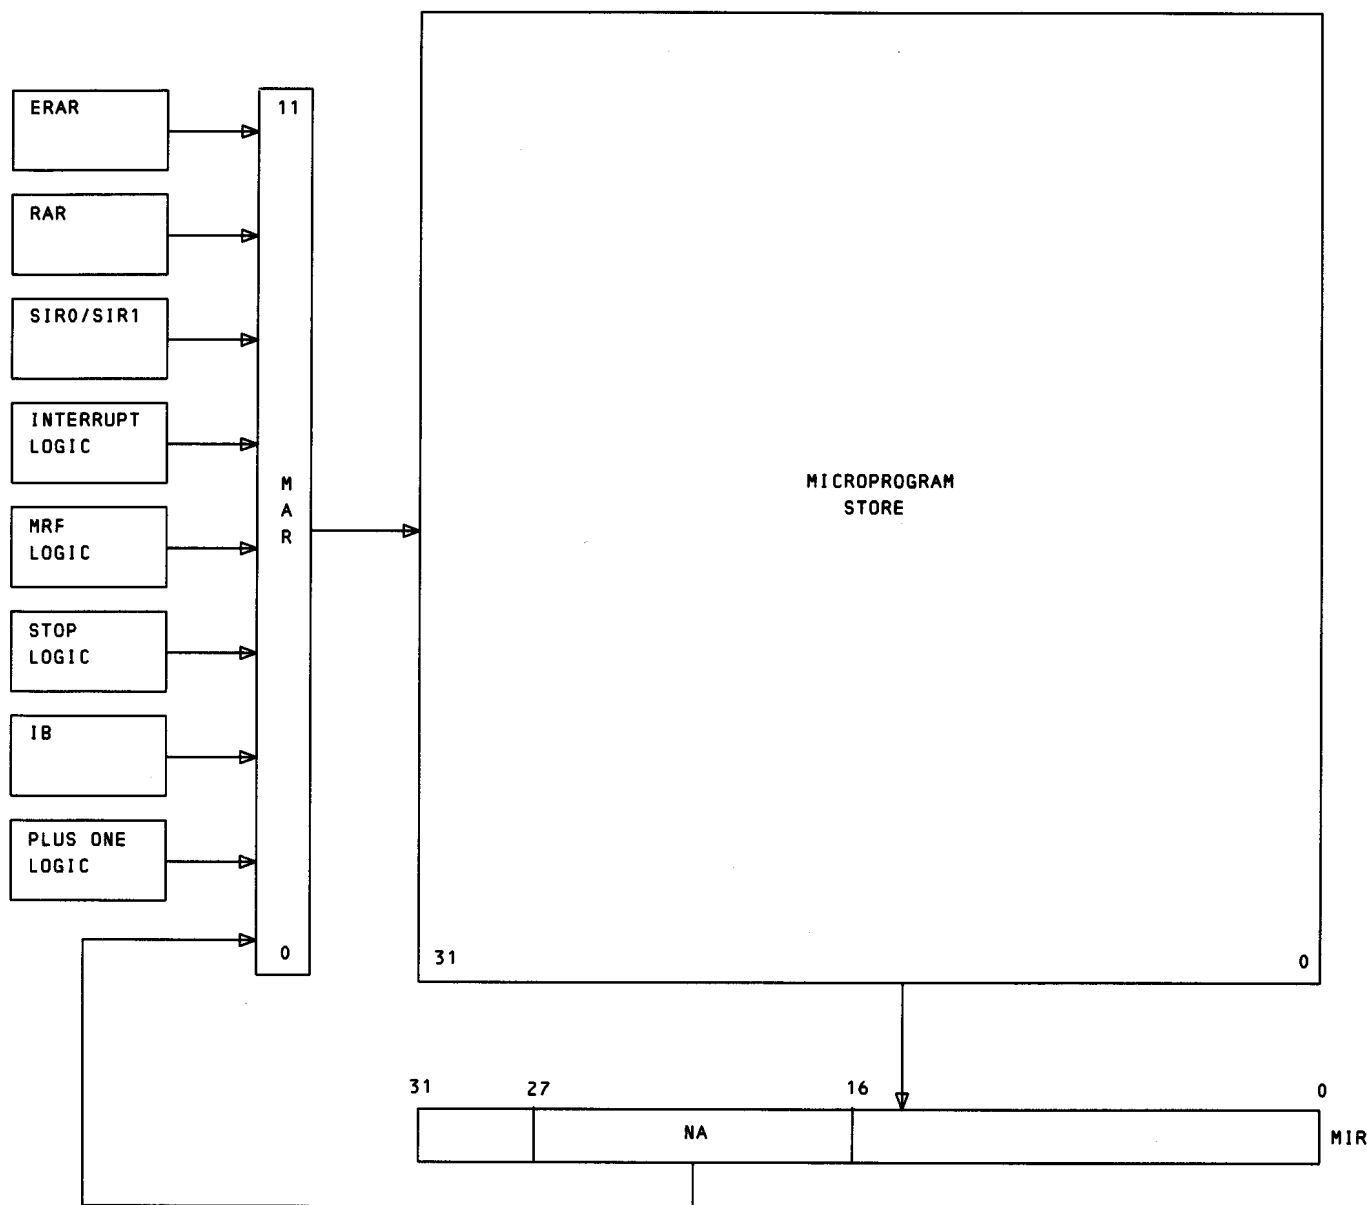 ERAR
RAR
SIR0/SIR1
INTERRUPT
LOGIC
MRF
LOGIC
STOP
LOGIC
IB
PLUS ONE
LOGIC
11
M
A
R
0
MICROPROGRAM
STORE
31 0
31 27 16 0
NA
MIR